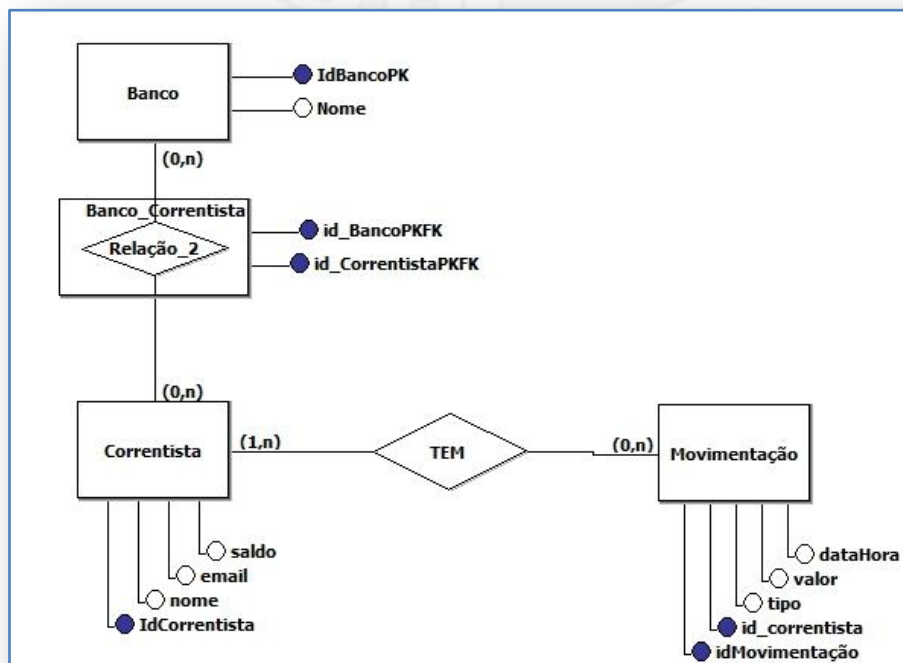 Banco
IdBancoPK
Nome
(0,n)
Banco_Correntista
Relação_2
id_BancoPKFK
id_CorrentistaPKFK
(0,n)
Correntista
(1,n)
TEM
(0,n)
Movimentação
saldo
email
nome
IdCorrentista
dataHora
valor
tipo
id_correntista
idMovimentação